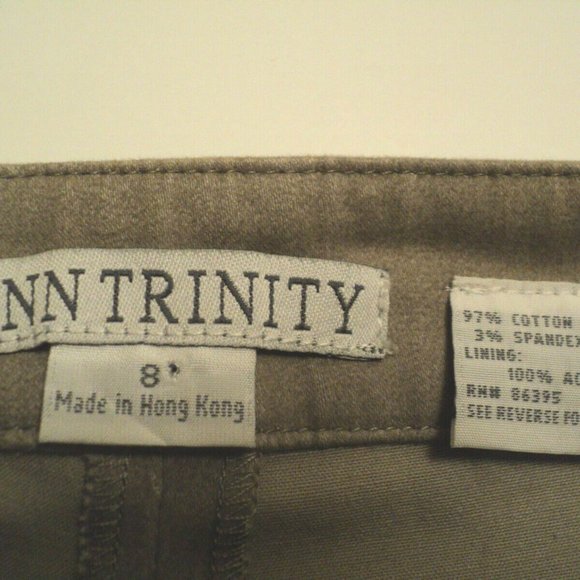 NN TRINITY
8
Made in Hong Kong
97% COTTON
3% SPANDEX
LINING:
100% AC
RN# 86395
SEE REVERSE FO